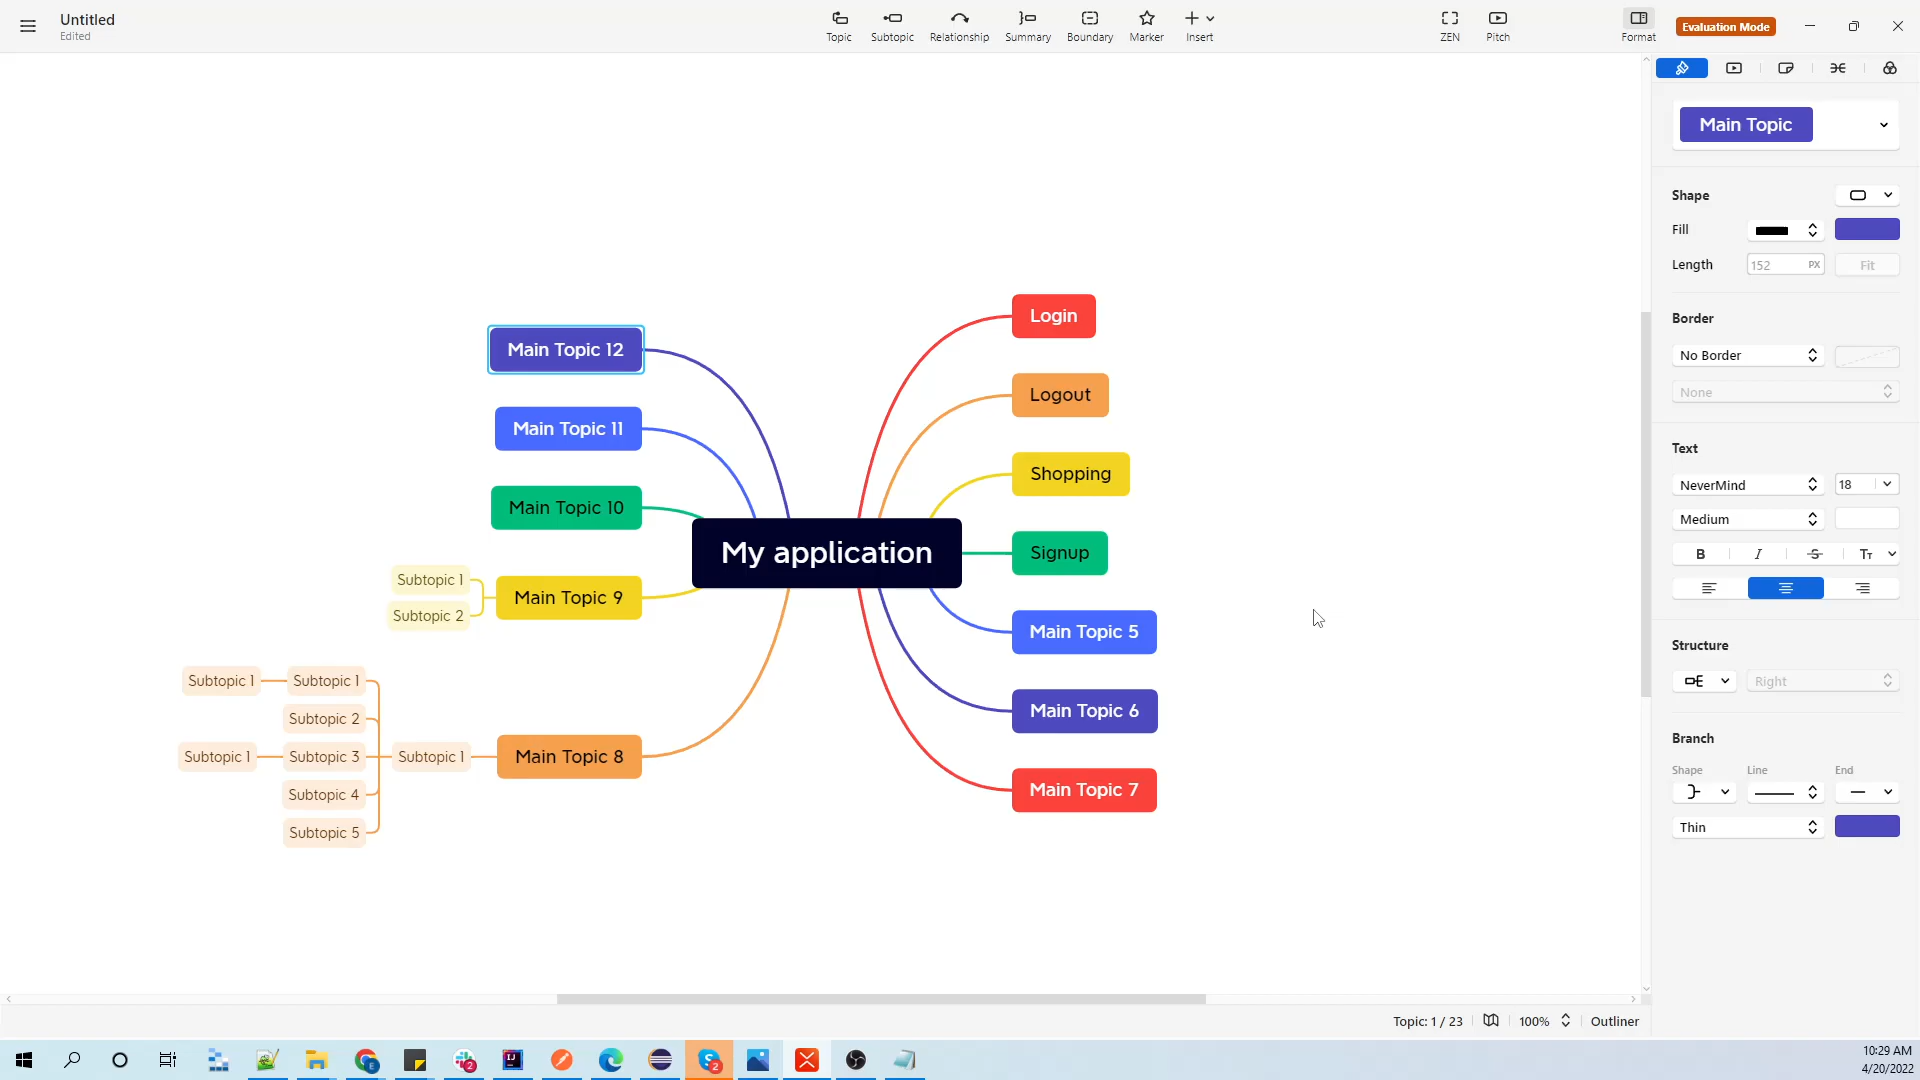 Untitled
Edited
Topic
Subtopic
Relationship
Summary
Boundary
Marker
Insert
ZEN
Pitch
Format
Evaluation Mode
Main Topic
Shape
Fill
Length
152 PX
Fit
Border
No Border
None
Text
NeverMind
18
Medium
B I S TT
Structure
Right
Branch
Shape
Line
End
Thin
Main Topic 12
Main Topic 11
Main Topic 10
Main Topic 9
Subtopic 1
Subtopic 2
Main Topic 8
Subtopic 1
Subtopic 1
Subtopic 1
Subtopic 2
Subtopic 1
Subtopic 3
Subtopic 4
Subtopic 5
My application
Login
Logout
Shopping
Signup
Main Topic 5
Main Topic 6
Main Topic 7
Topic: 1 / 23
100%
Outliner
E
2
IJ
S
2
10:29 AM
4/20/2022